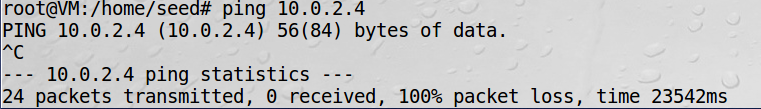 root@VM:/home/seed# ping 10.0.2.4
PING 10.0.2.4 (10.0.2.4) 56(84) bytes of data.
^C
--- 10.0.2.4 ping statistics ---
24 packets transmitted, 0 received, 100% packet loss, time 23542ms